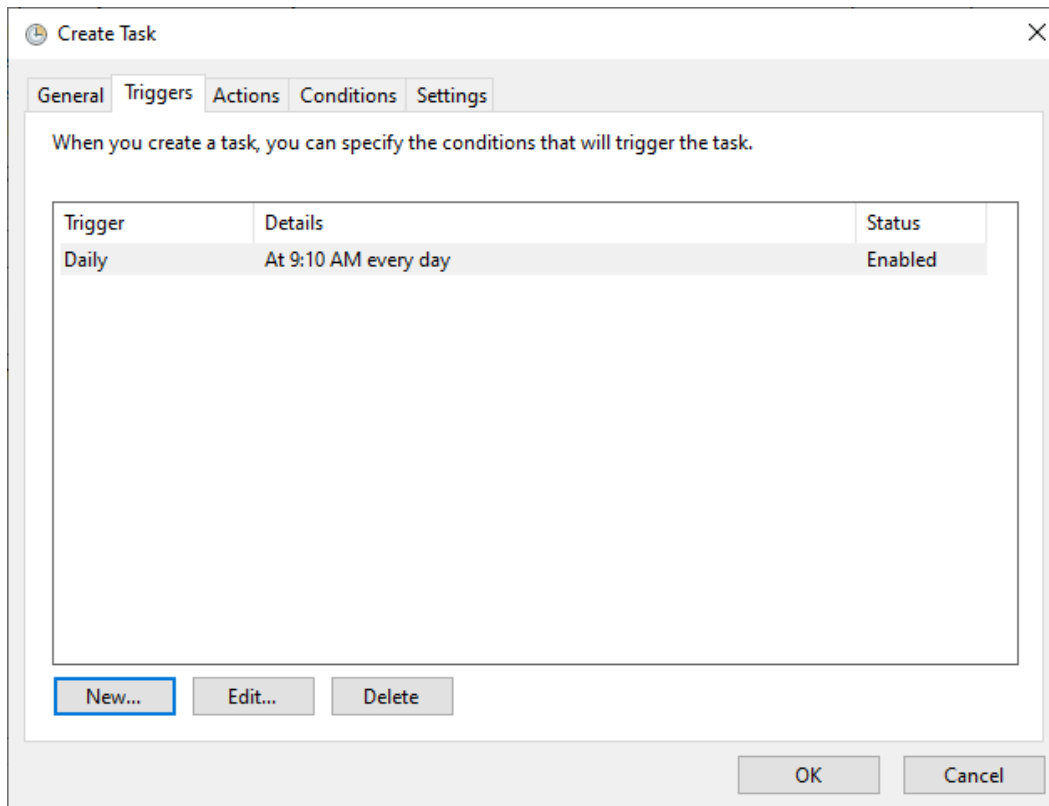 Create Task
General Triggers Actions Conditions Settings
When you create a task, you can specify the conditions that will trigger the task.
Trigger Details Status
Daily At 9:10 AM every day Enabled
New... Edit... Delete
OK Cancel